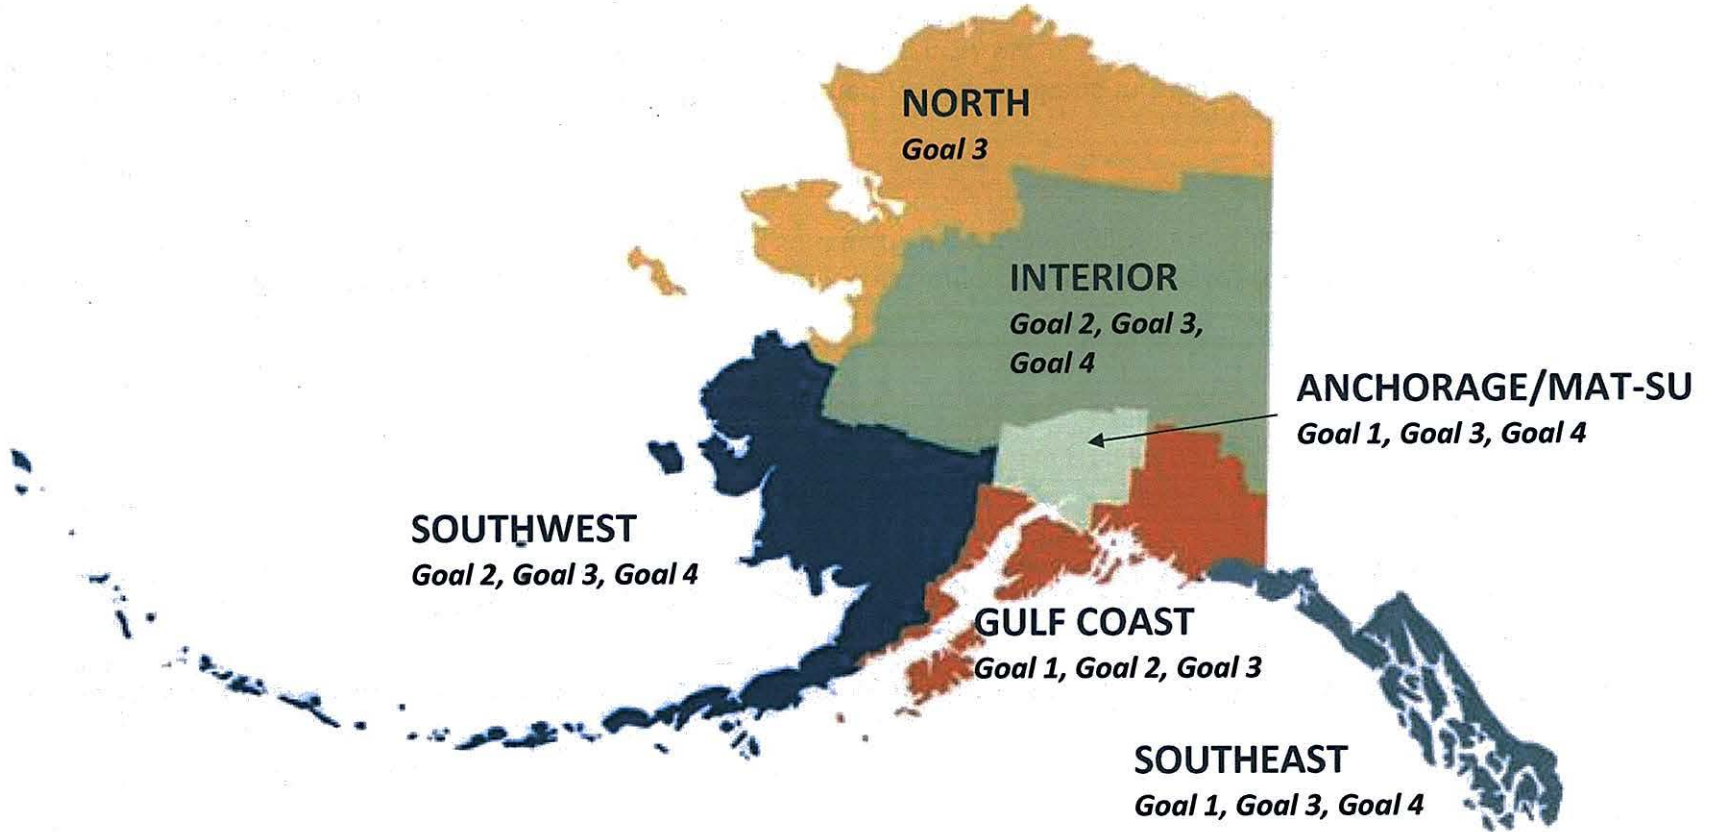 NORTH
Goal 3
INTERIOR
Goal 2, Goal 3,
Goal 4
ANCHORAGE/MAT-SU
Goal 1, Goal 3, Goal 4
SOUTHWEST
Goal 2, Goal 3, Goal 4
GULF COAST
Goal 1, Goal 2, Goal 3
SOUTHEAST
Goal 1, Goal 3, Goal 4